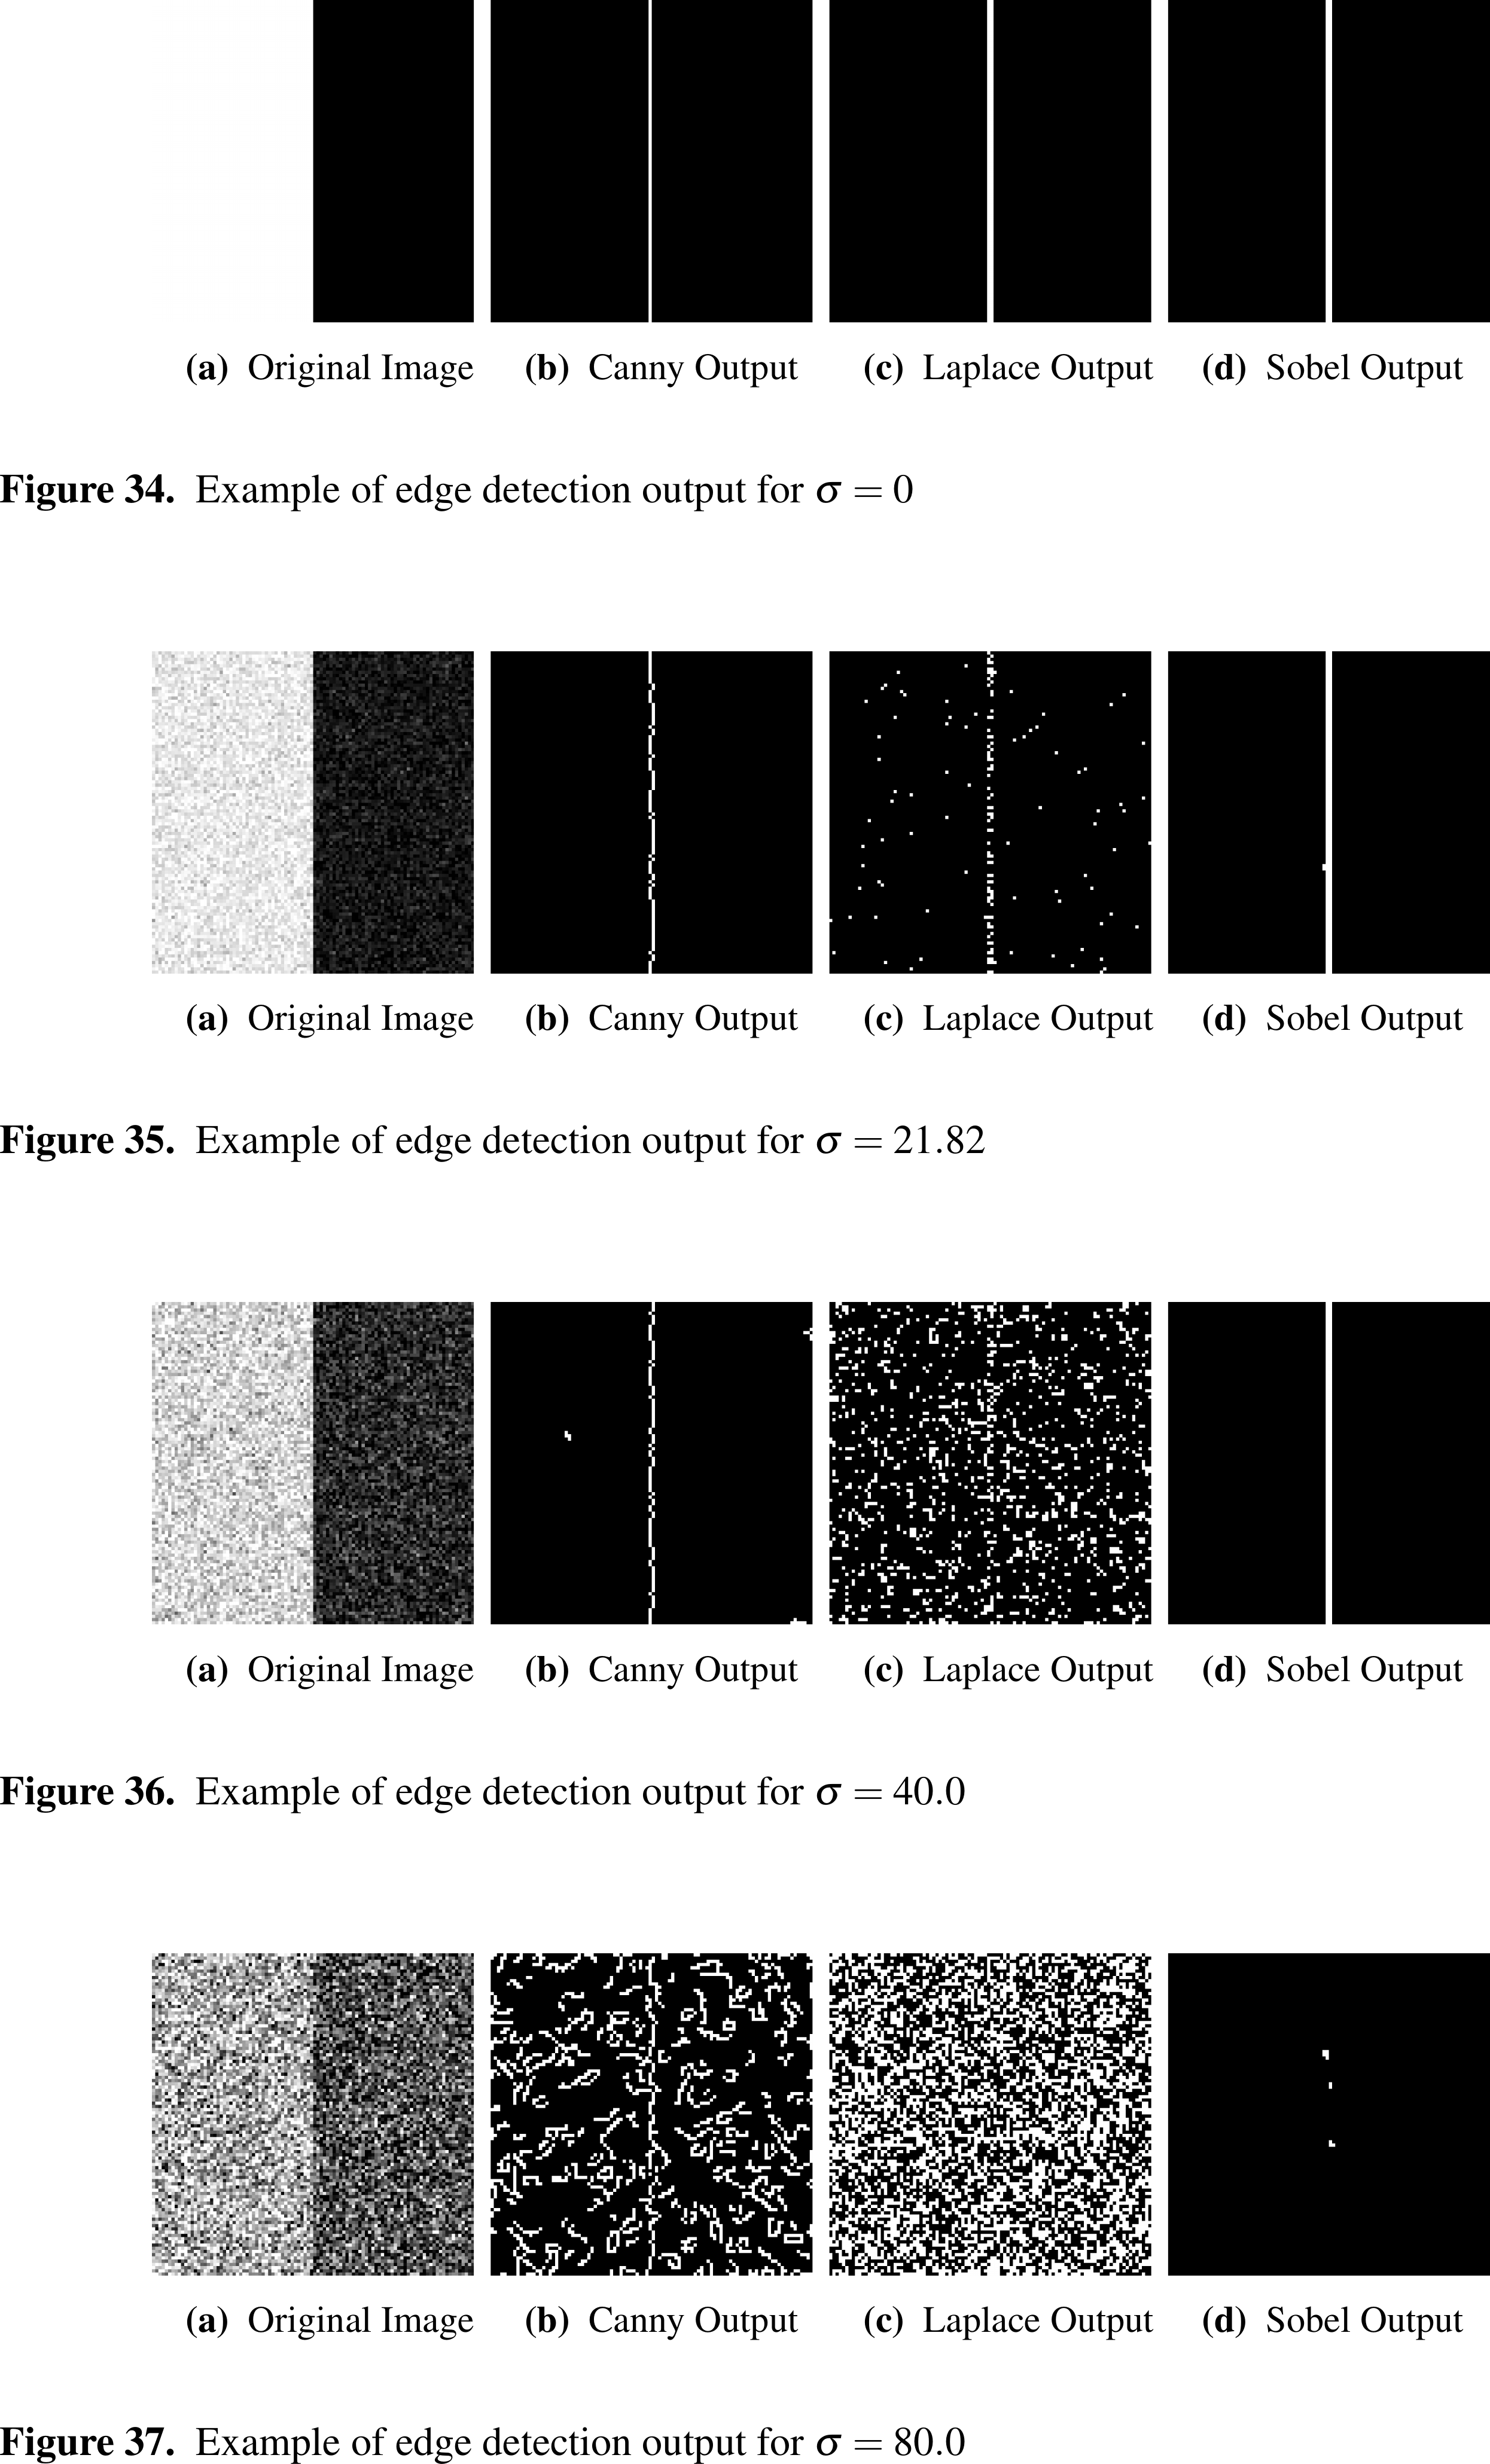 (a) Original Image (b) Canny Output (c) Laplace Output (d) Sobel Output
Figure 34. Example of edge detection output for σ = 0
(a) Original Image (b) Canny Output (c) Laplace Output (d) Sobel Output
Figure 35. Example of edge detection output for σ = 21.82
(a) Original Image (b) Canny Output (c) Laplace Output (d) Sobel Output
Figure 36. Example of edge detection output for σ = 40.0
(a) Original Image (b) Canny Output (c) Laplace Output (d) Sobel Output
Figure 37. Example of edge detection output for σ = 80.0